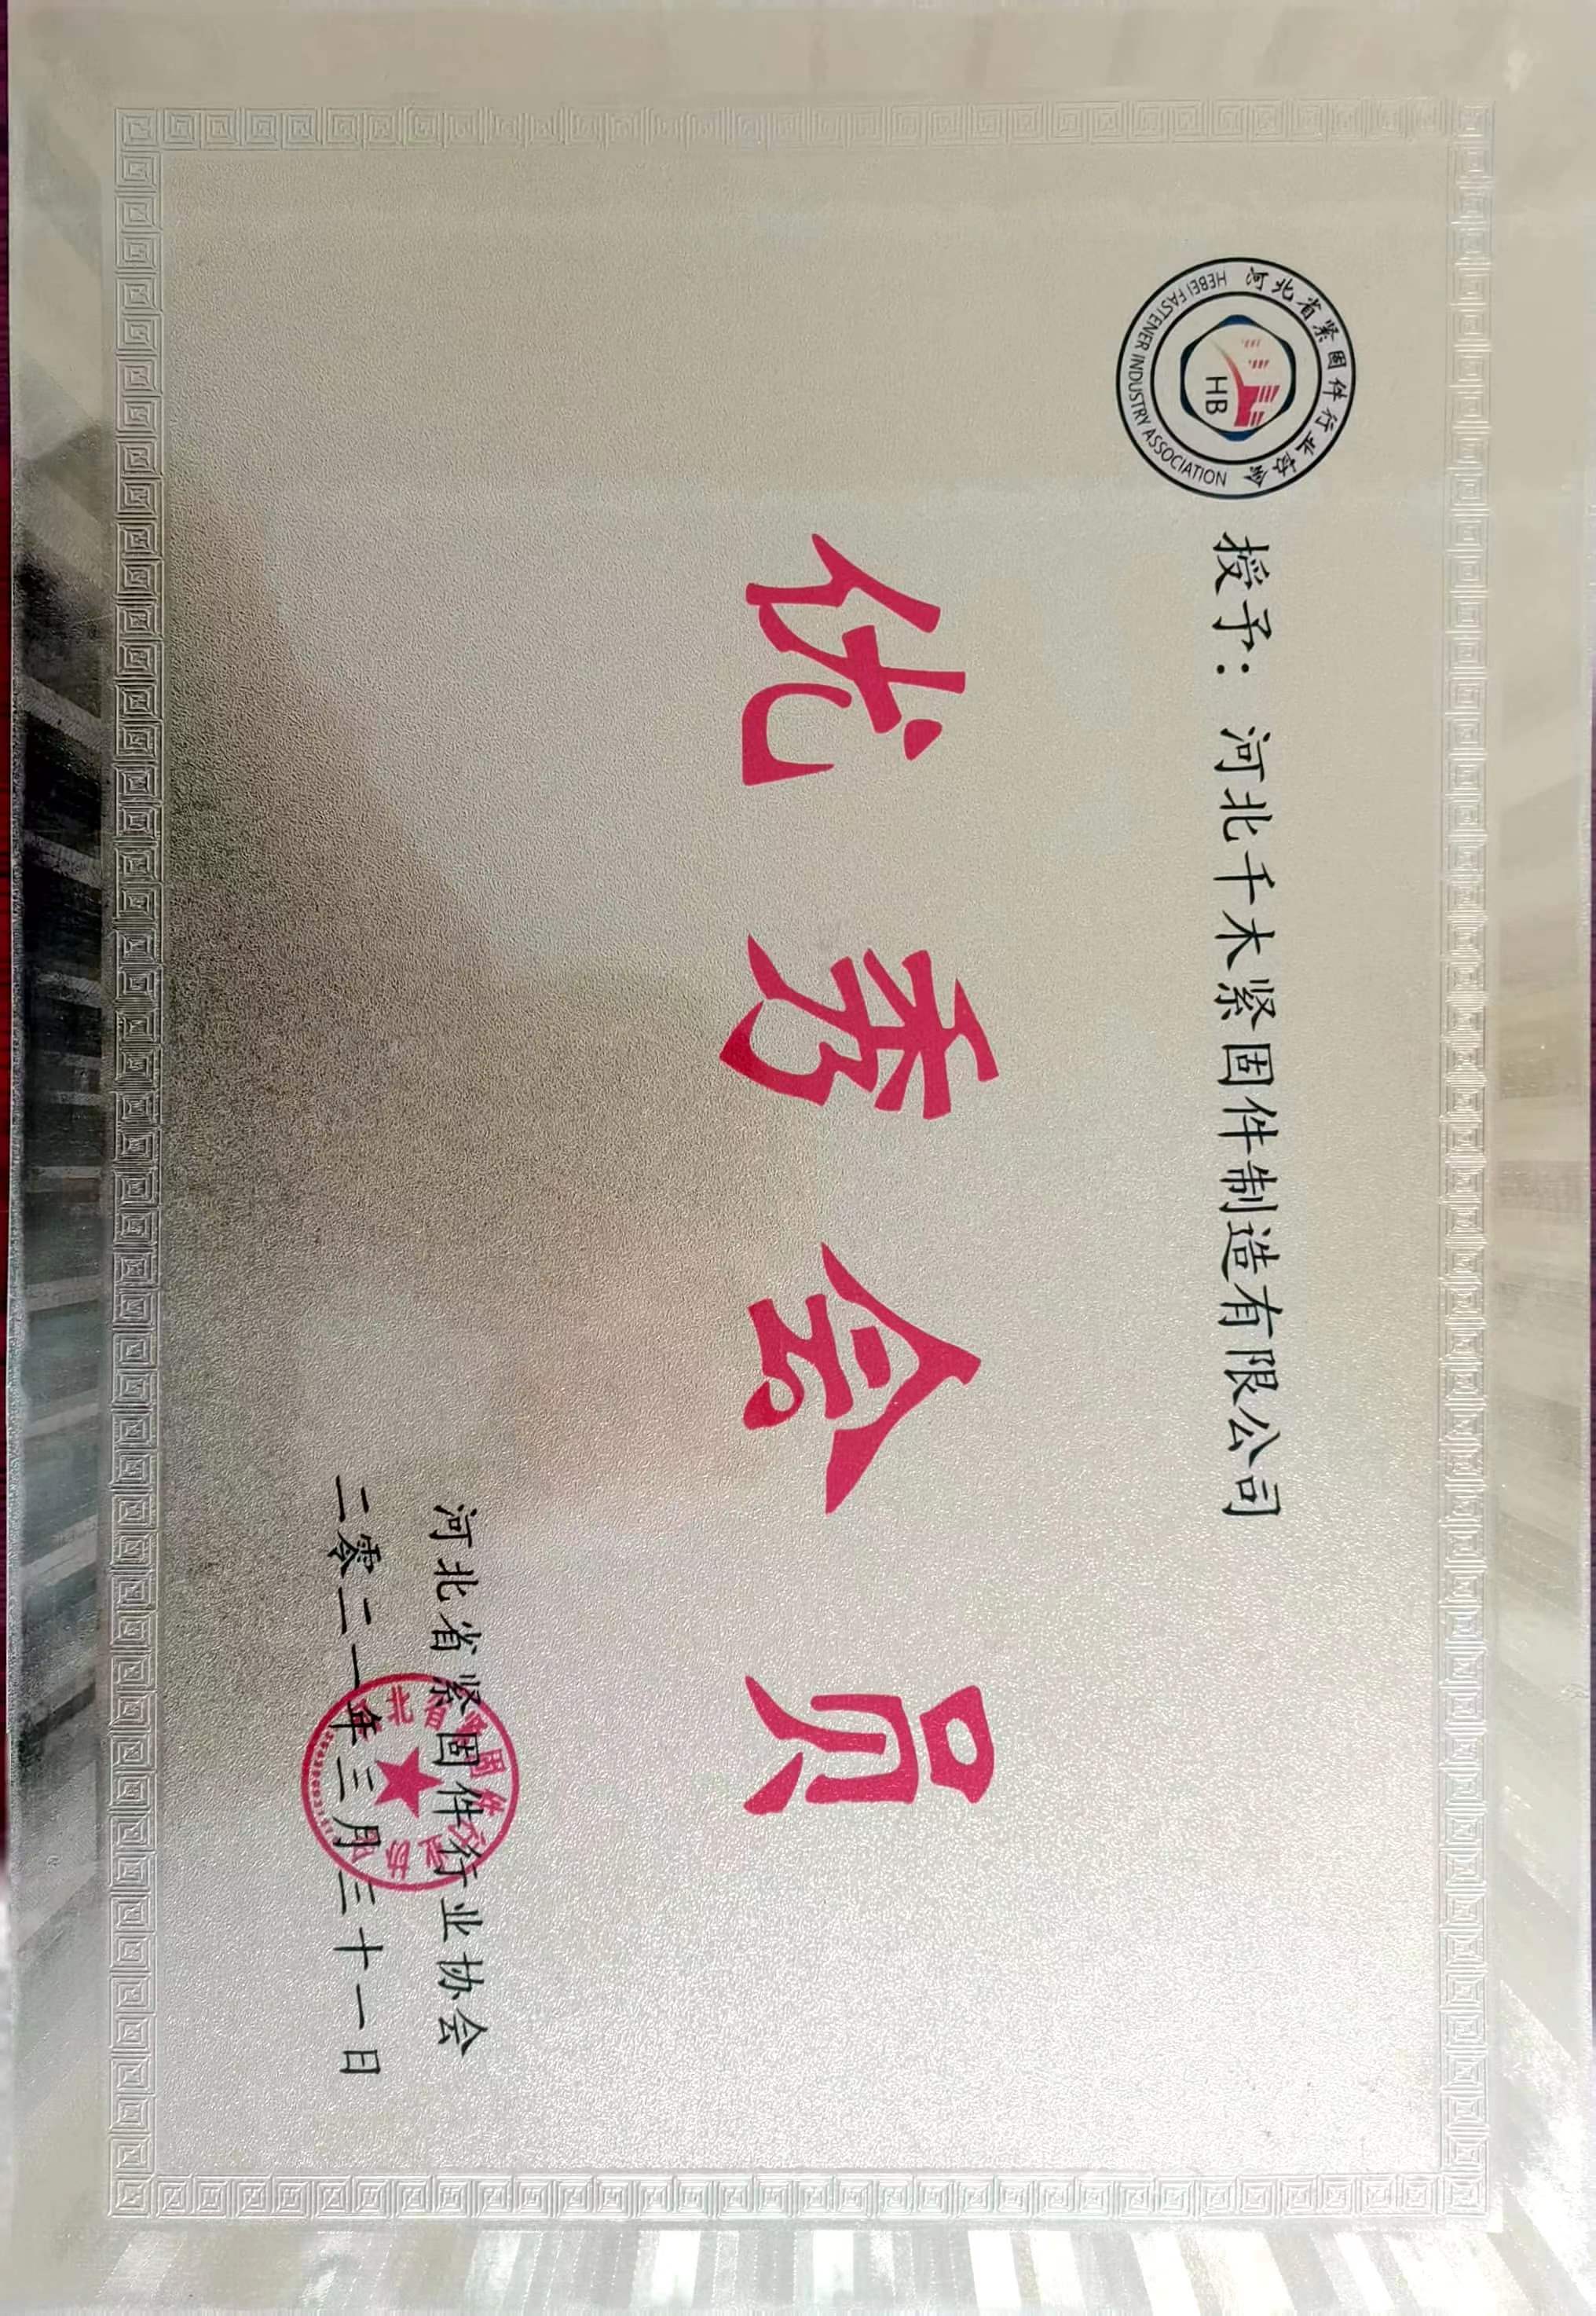 河北省紧固件行业协会
HEBEI FASTENER INDUSTRY ASSOCIATION
HB
授予：河北千木紧固件制造有限公司
优秀会员
河北省紧固件行业协会
二零二一年三月三十一日